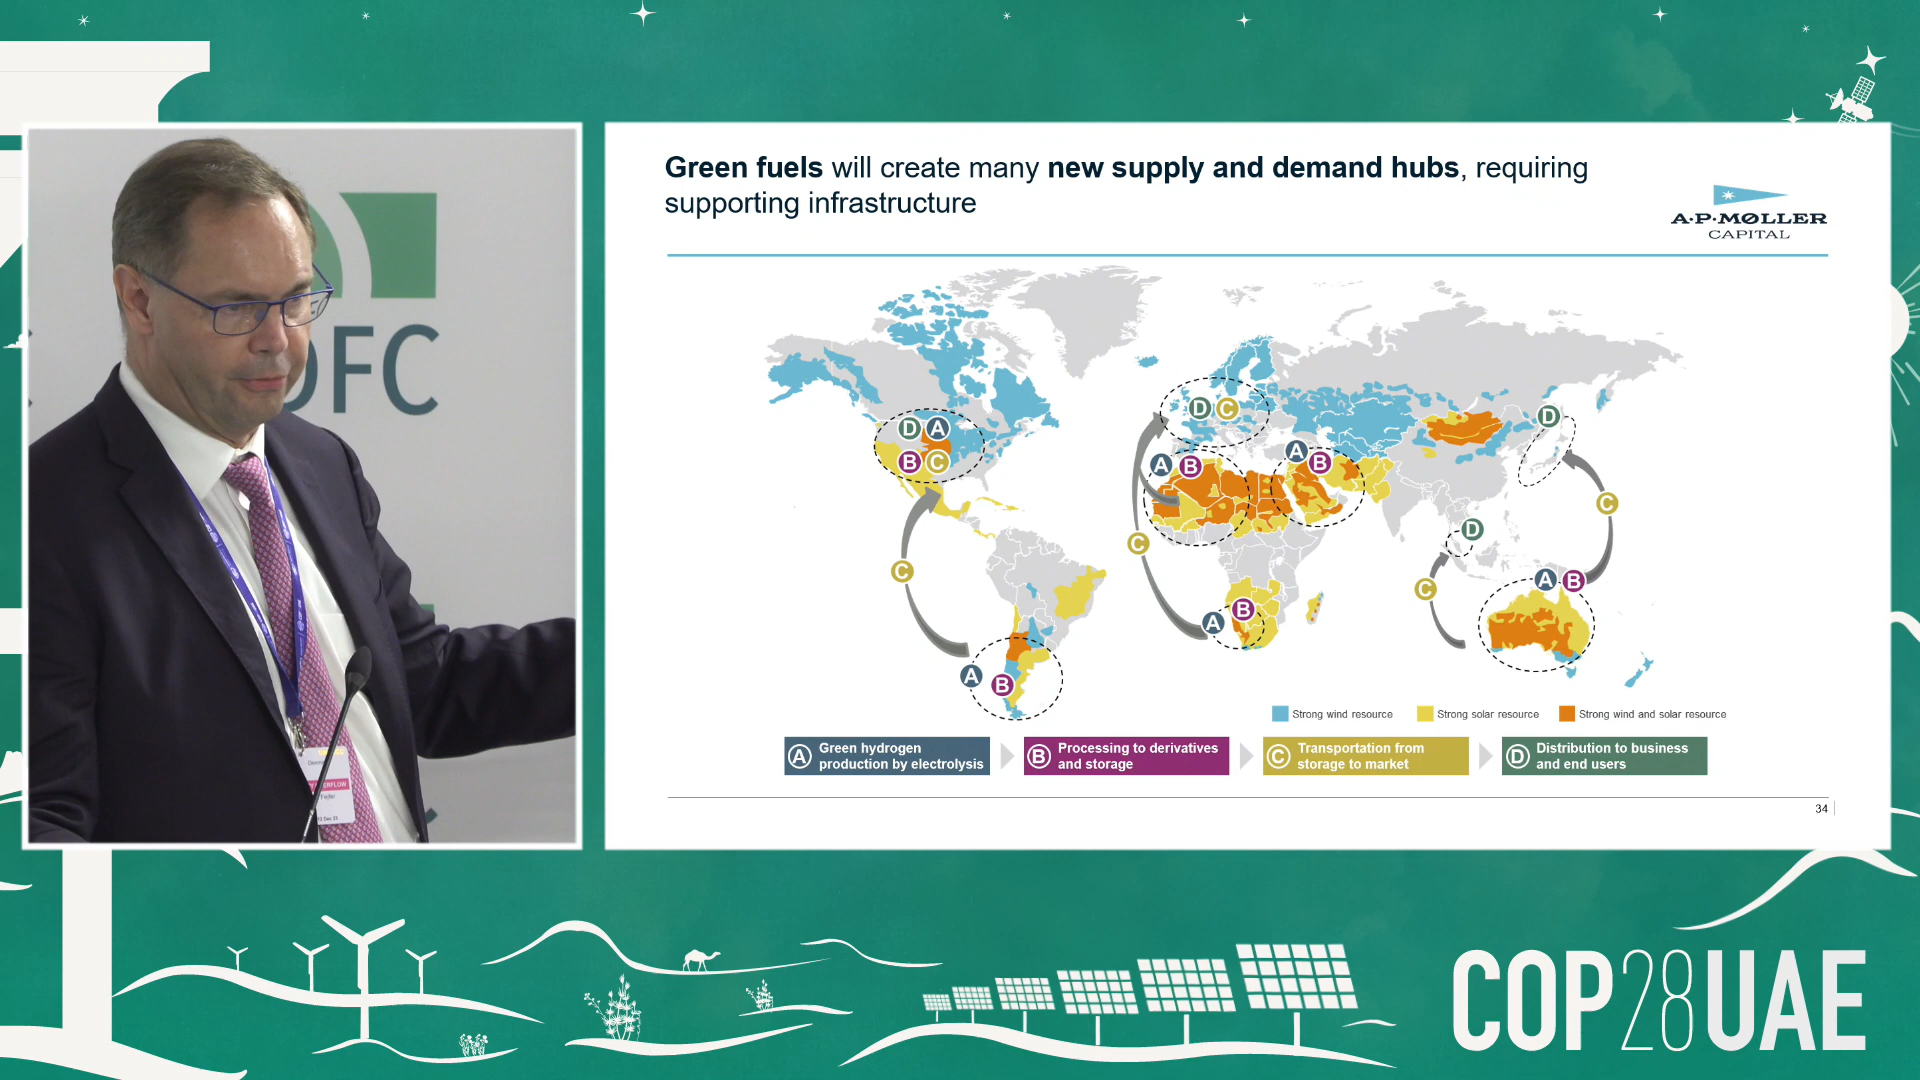 Green fuels will create many new supply and demand hubs, requiring
supporting infrastructure
A·P·MØLLER
CAPITAL
D
A
B
C
C
A
B
D
C
A
B
A
B
C
A
B
D
C
D
C
A
B
Strong wind resource
Strong solar resource
Strong wind and solar resource
A
Green hydrogen
production by electrolysis
B
Processing to derivatives
and storage
C
Transportation from
storage to market
D
Distribution to business
and end users
34
FC
COP28UAE